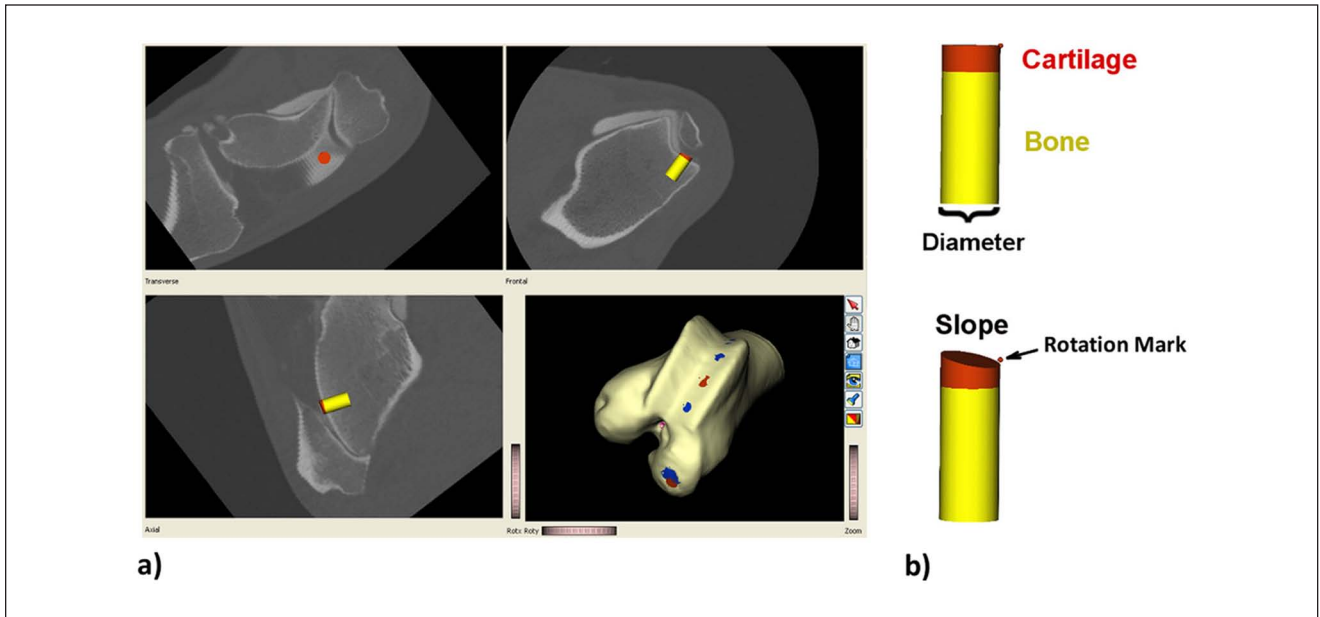 Transverse
Frontal
Axial
Rotx Roty
Zoom
a)
Cartilage
Bone
Diameter
Slope
Rotation Mark
b)